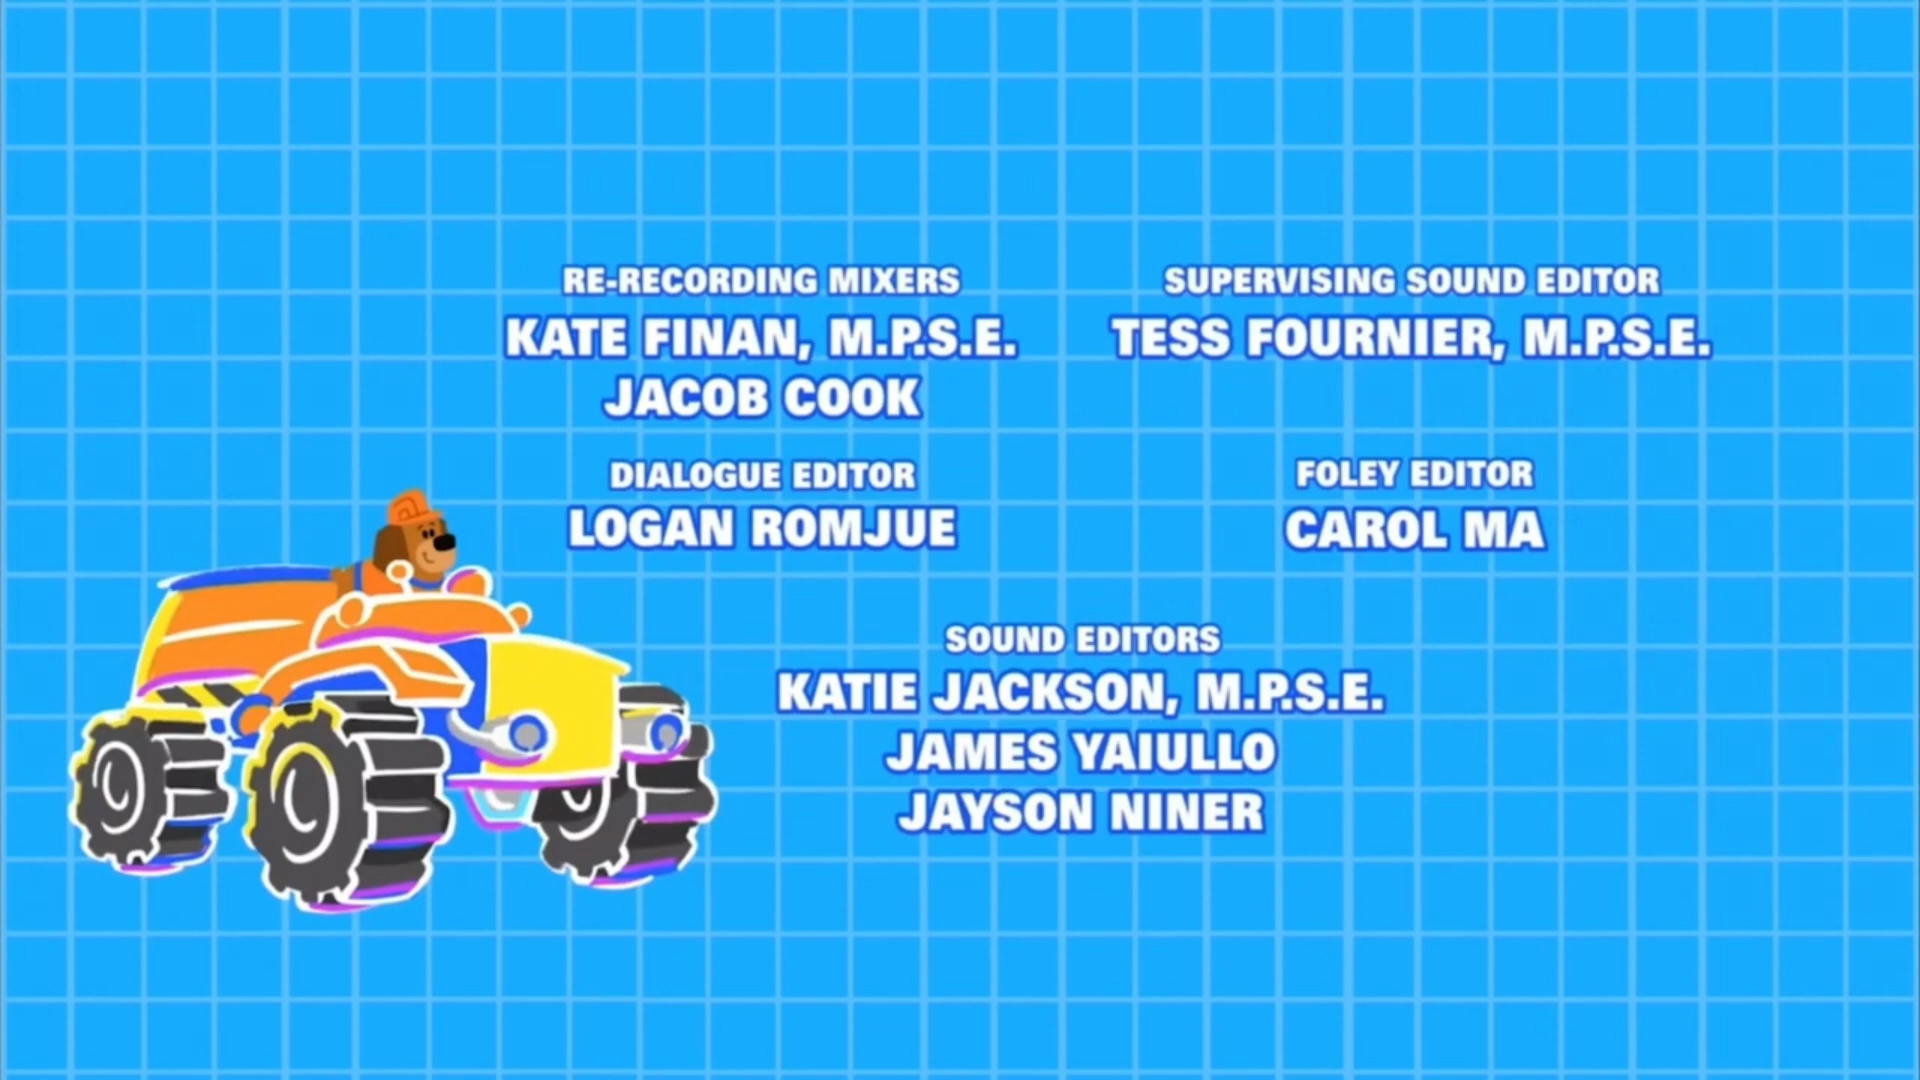 RE-RECORDING MIXERS
KATE FINAN, M.P.S.E.
JACOB COOK
SUPERVISING SOUND EDITOR
TESS FOURNIER, M.P.S.E.
DIALOGUE EDITOR
LOGAN ROMJUE
FOLEY EDITOR
CAROL MA
SOUND EDITORS
KATIE JACKSON, M.P.S.E.
JAMES YAIULLO
JAYSON NINER